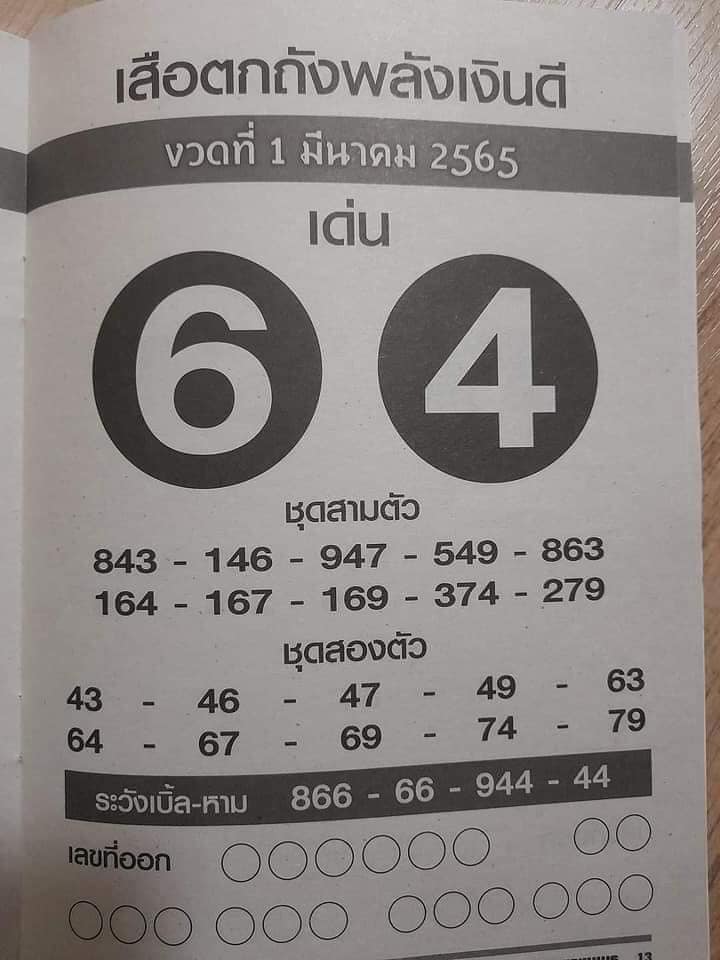 เสือตกถังพลังเงินดี
งวดที่ 1 มีนาคม 2565
เด่น
6 4
ชุดสามตัว
843 - 146 - 947 - 549 - 863
164 - 167 - 169 - 374 - 279
ชุดสองตัว
43 - 46 - 47 - 49 - 63
64 - 67 - 69 - 74 - 79
ระวังเบิ้ล-หาม 866 - 66 - 944 - 44
เลขที่ออก
13